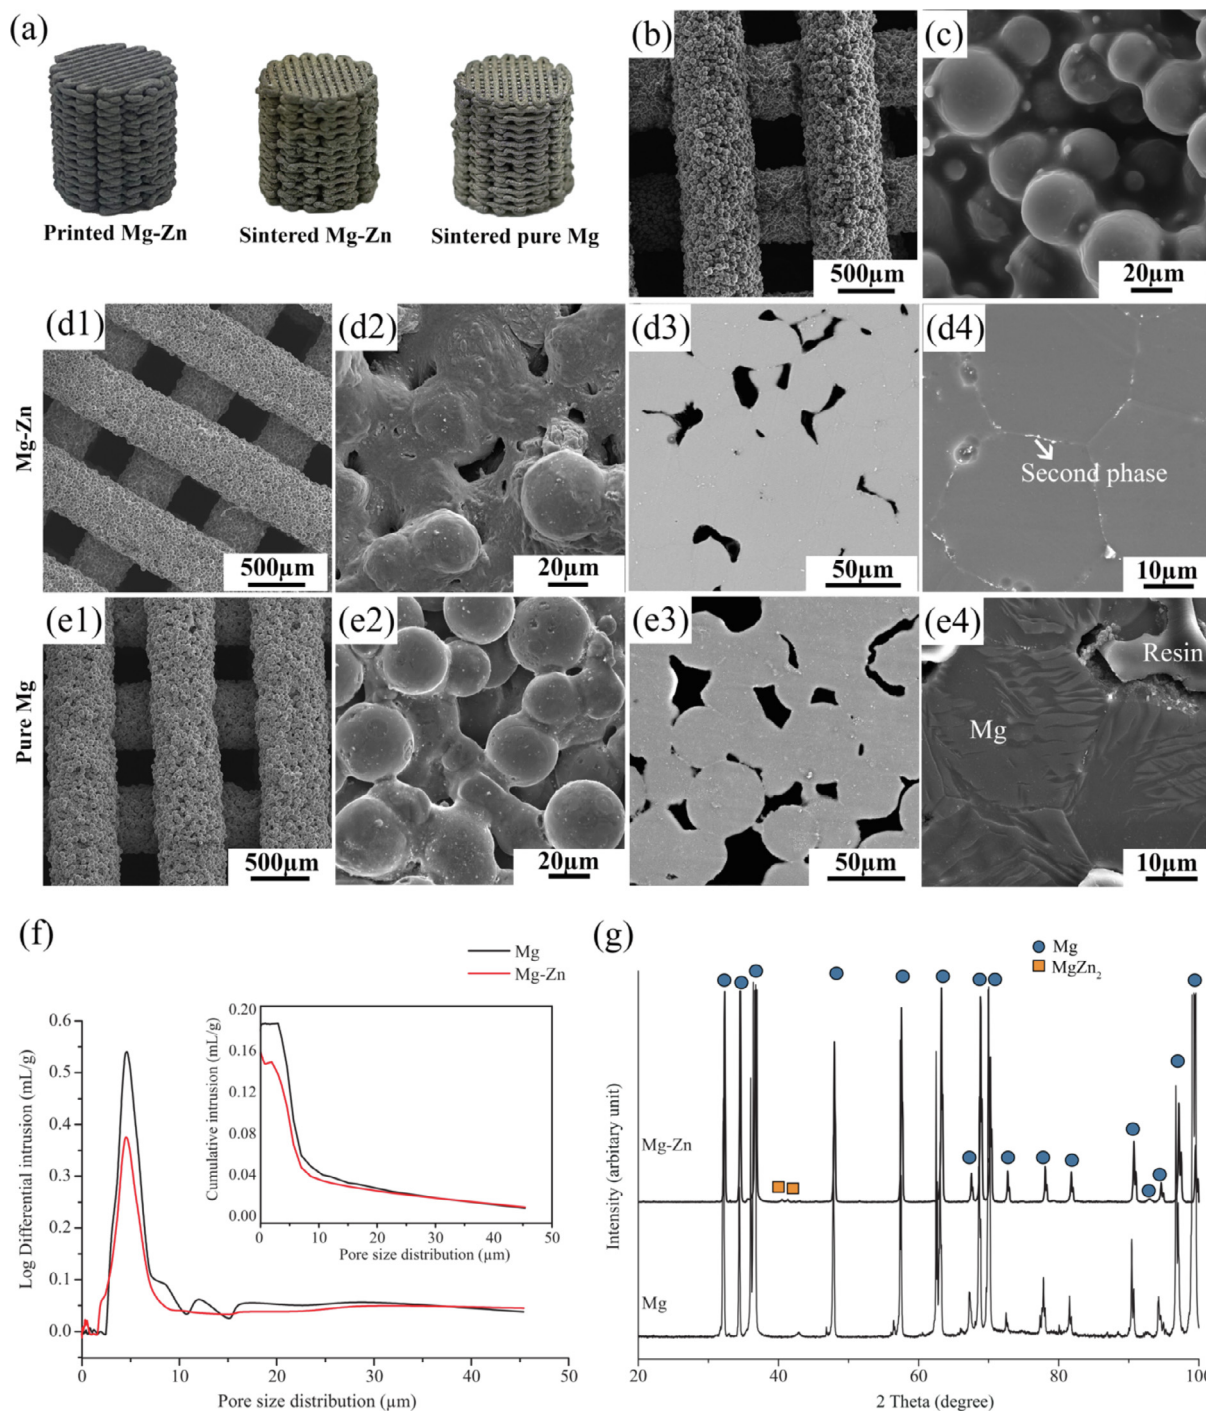 (a)
Printed Mg-Zn
Sintered Mg-Zn
Sintered pure Mg
(b)
500µm
(c)
20µm
Mg-Zn
(d1)
500µm
(d2)
20µm
(d3)
50µm
(d4)
Second phase
10µm
Pure Mg
(e1)
500µm
(e2)
20µm
(e3)
50µm
(e4)
Resin
Mg
10µm
(f)
Mg
Mg-Zn
Log Differential intrusion (mL/g)
0.6
0.5
0.4
0.3
0.2
0.1
0.0
0
10
20
30
40
50
Pore size distribution (µm)
Cumulative intrusion (mL/g)
0.20
0.16
0.12
0.08
0.04
0.00
0
10
20
30
40
50
Pore size distribution (µm)
(g)
Mg
MgZn2
Intensity (arbitary unit)
Mg-Zn
Mg
20
40
60
80
100
2 Theta (degree)